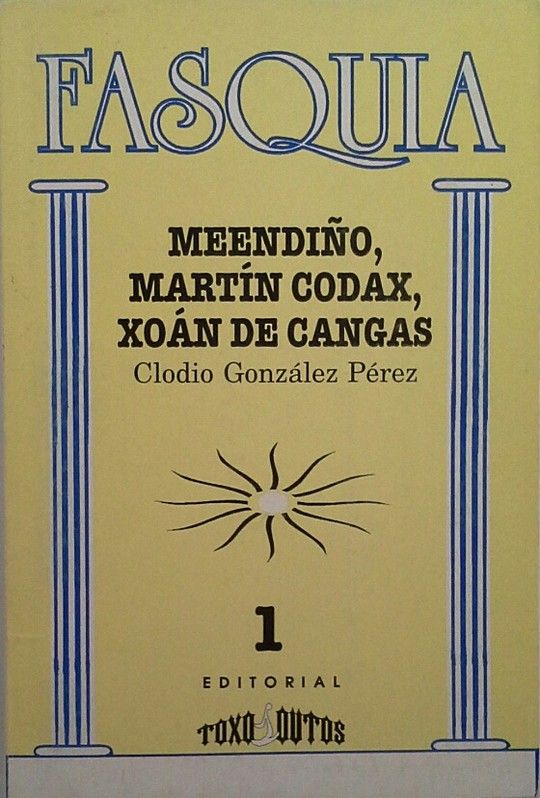 FASQUIA
MEENDIÑO,
MARTÍN CODAX,
XOÁN DE CANGAS
Clodio González Pérez
1
EDITORIAL
TOXOSOUTOS